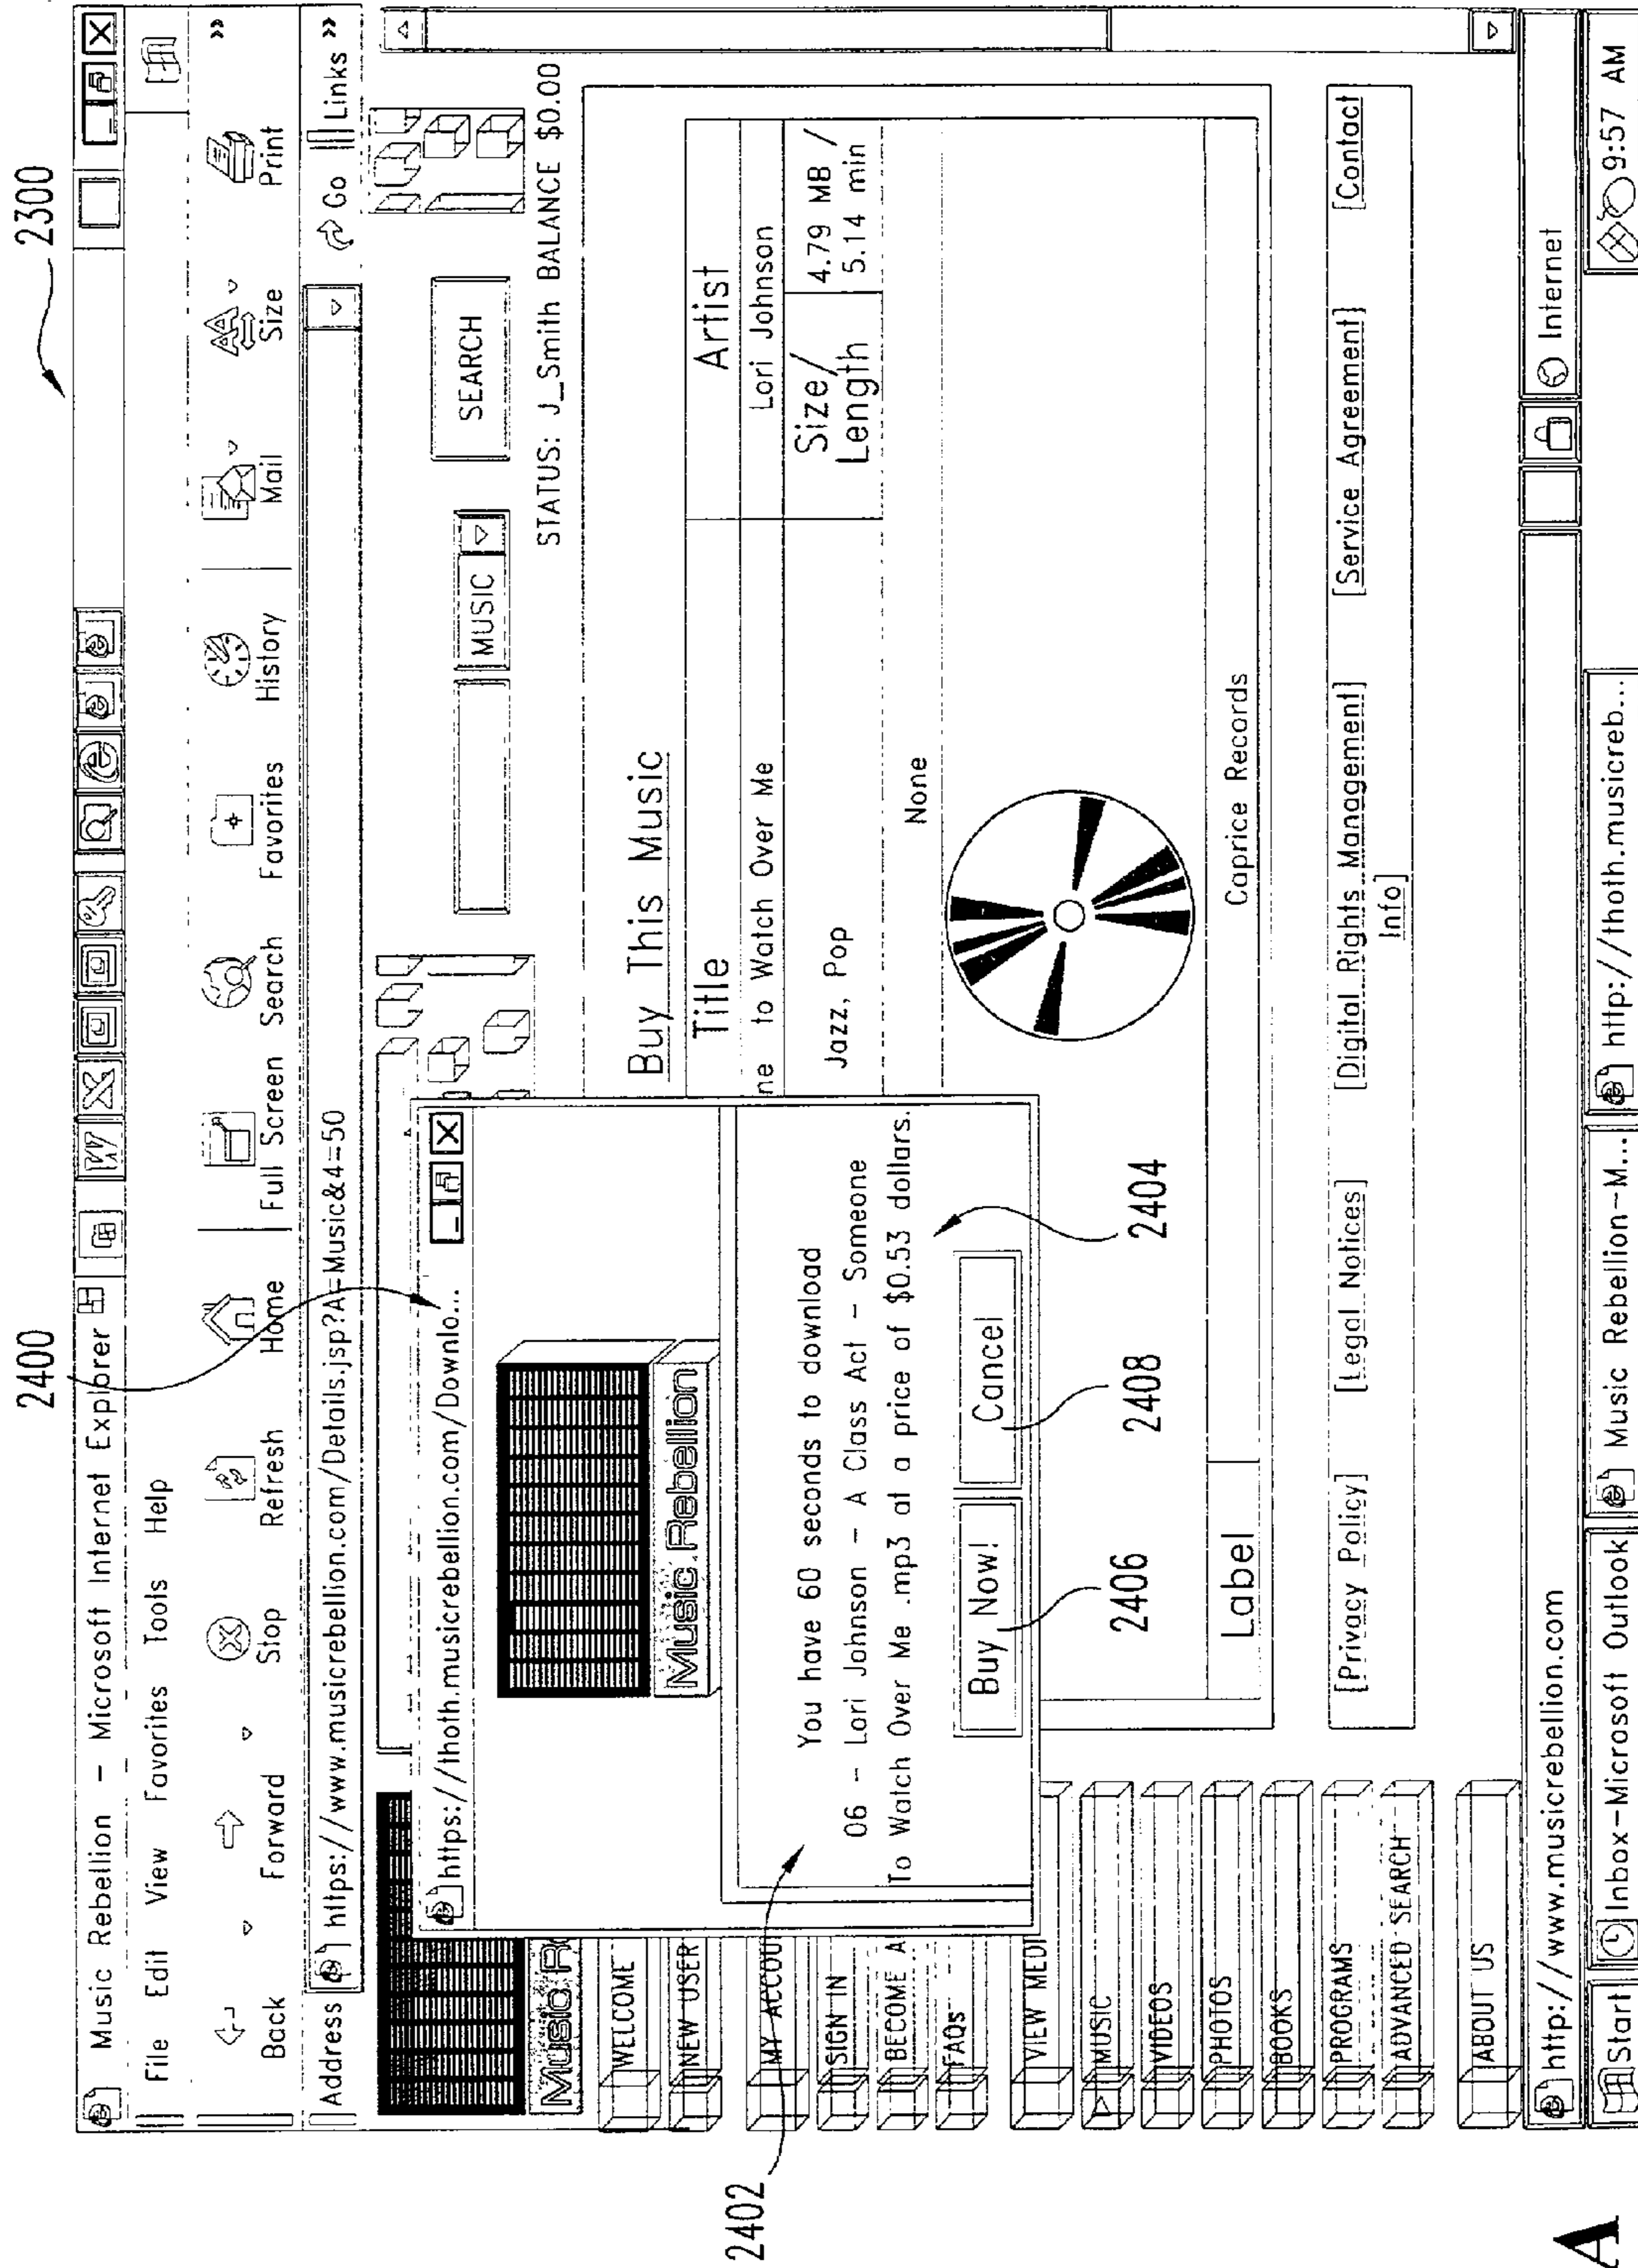 2300
2400
Music Rebellion - Microsoft Internet Explorer
File Edit View Favorites Tools Help
Back Forward Stop Refresh Home Full Screen Search Favorites History Mail Size Print »
Address https://www.musicrebellion.com/Details.jsp?A=Music&4=50 Go Links »
MUSIC SEARCH
STATUS: J_Smith BALANCE $0.00
Music
WELCOME
NEW USER
MY ACCOU
SIGN IN
BECOME A
FAQs
VIEW MEDI
MUSIC
VIDEOS
PHOTOS
BOOKS
PROGRAMS
ADVANCED SEARCH
ABOUT US
https://thoth.musicrebellion.com/Downlo...
Music Rebellion
You have 60 seconds to download
06 - Lori Johnson - A Class Act - Someone
To Watch Over Me .mp3 at a price of $0.53 dollars.
Buy Now! Cancel
2402
2404
2406
2408
Buy This Music
Title Artist
ne to Watch Over Me Lori Johnson
Jazz, Pop Size/ Length 4.79 MB / 5.14 min
None
Label Caprice Records
[Privacy Policy] [Legal Notices] [Digital Rights Management Info] [Service Agreement] [Contact
http://www.musicrebellion.com Internet
Start Inbox-Microsoft Outlook Music Rebellion-M... http://thoth.musicreb... 9:57 AM
A